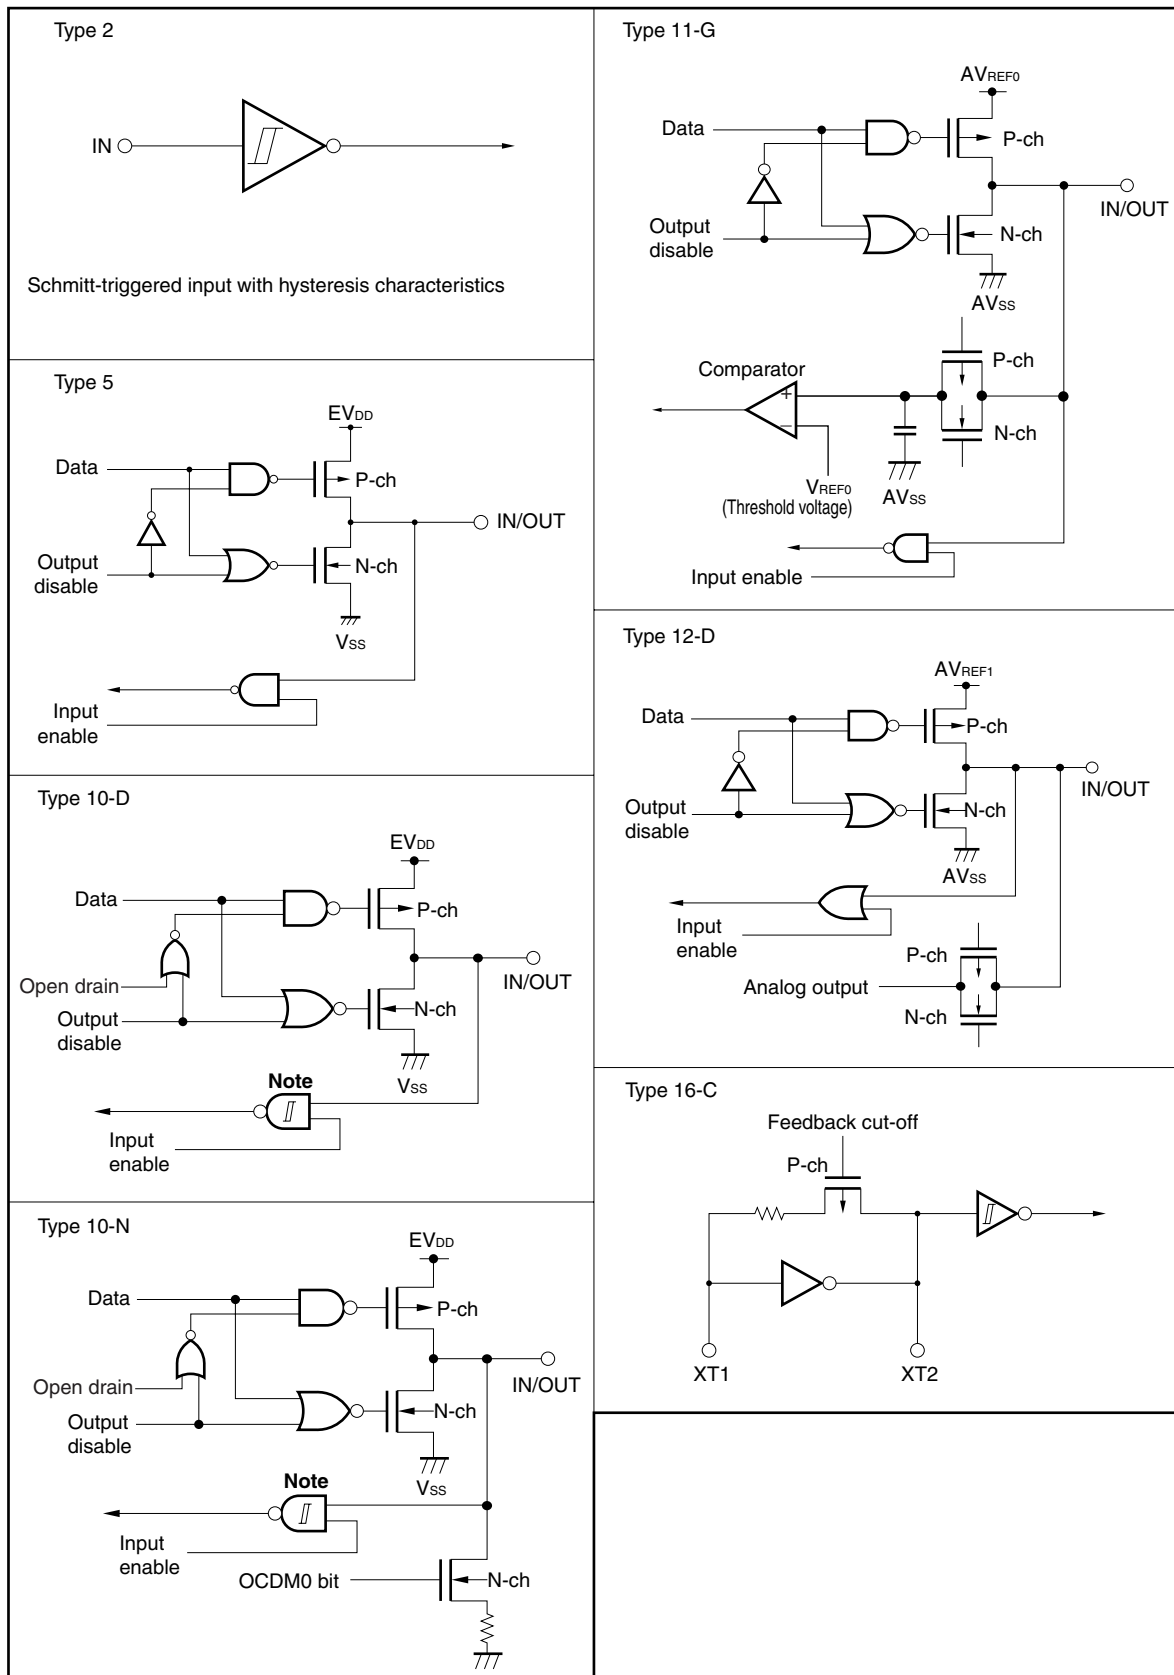 Type 2
IN
Schmitt-triggered input with hysteresis characteristics
Type 5
EVDD
Data
P-ch
IN/OUT
Output
disable
N-ch
VSS
Input
enable
Type 10-D
EVDD
Data
P-ch
IN/OUT
Open drain
Output
disable
N-ch
VSS
Note
Input
enable
Type 10-N
EVDD
Data
P-ch
IN/OUT
Open drain
Output
disable
N-ch
VSS
Note
Input
enable
OCDM0 bit
N-ch
Type 11-G
AVREF0
Data
P-ch
IN/OUT
Output
disable
N-ch
AVSS
Comparator
P-ch
+
–
N-ch
VREF0
(Threshold voltage)
AVSS
Input enable
Type 12-D
AVREF1
Data
P-ch
IN/OUT
Output
disable
N-ch
AVSS
Input
enable
P-ch
Analog output
N-ch
Type 16-C
Feedback cut-off
P-ch
XT1
XT2